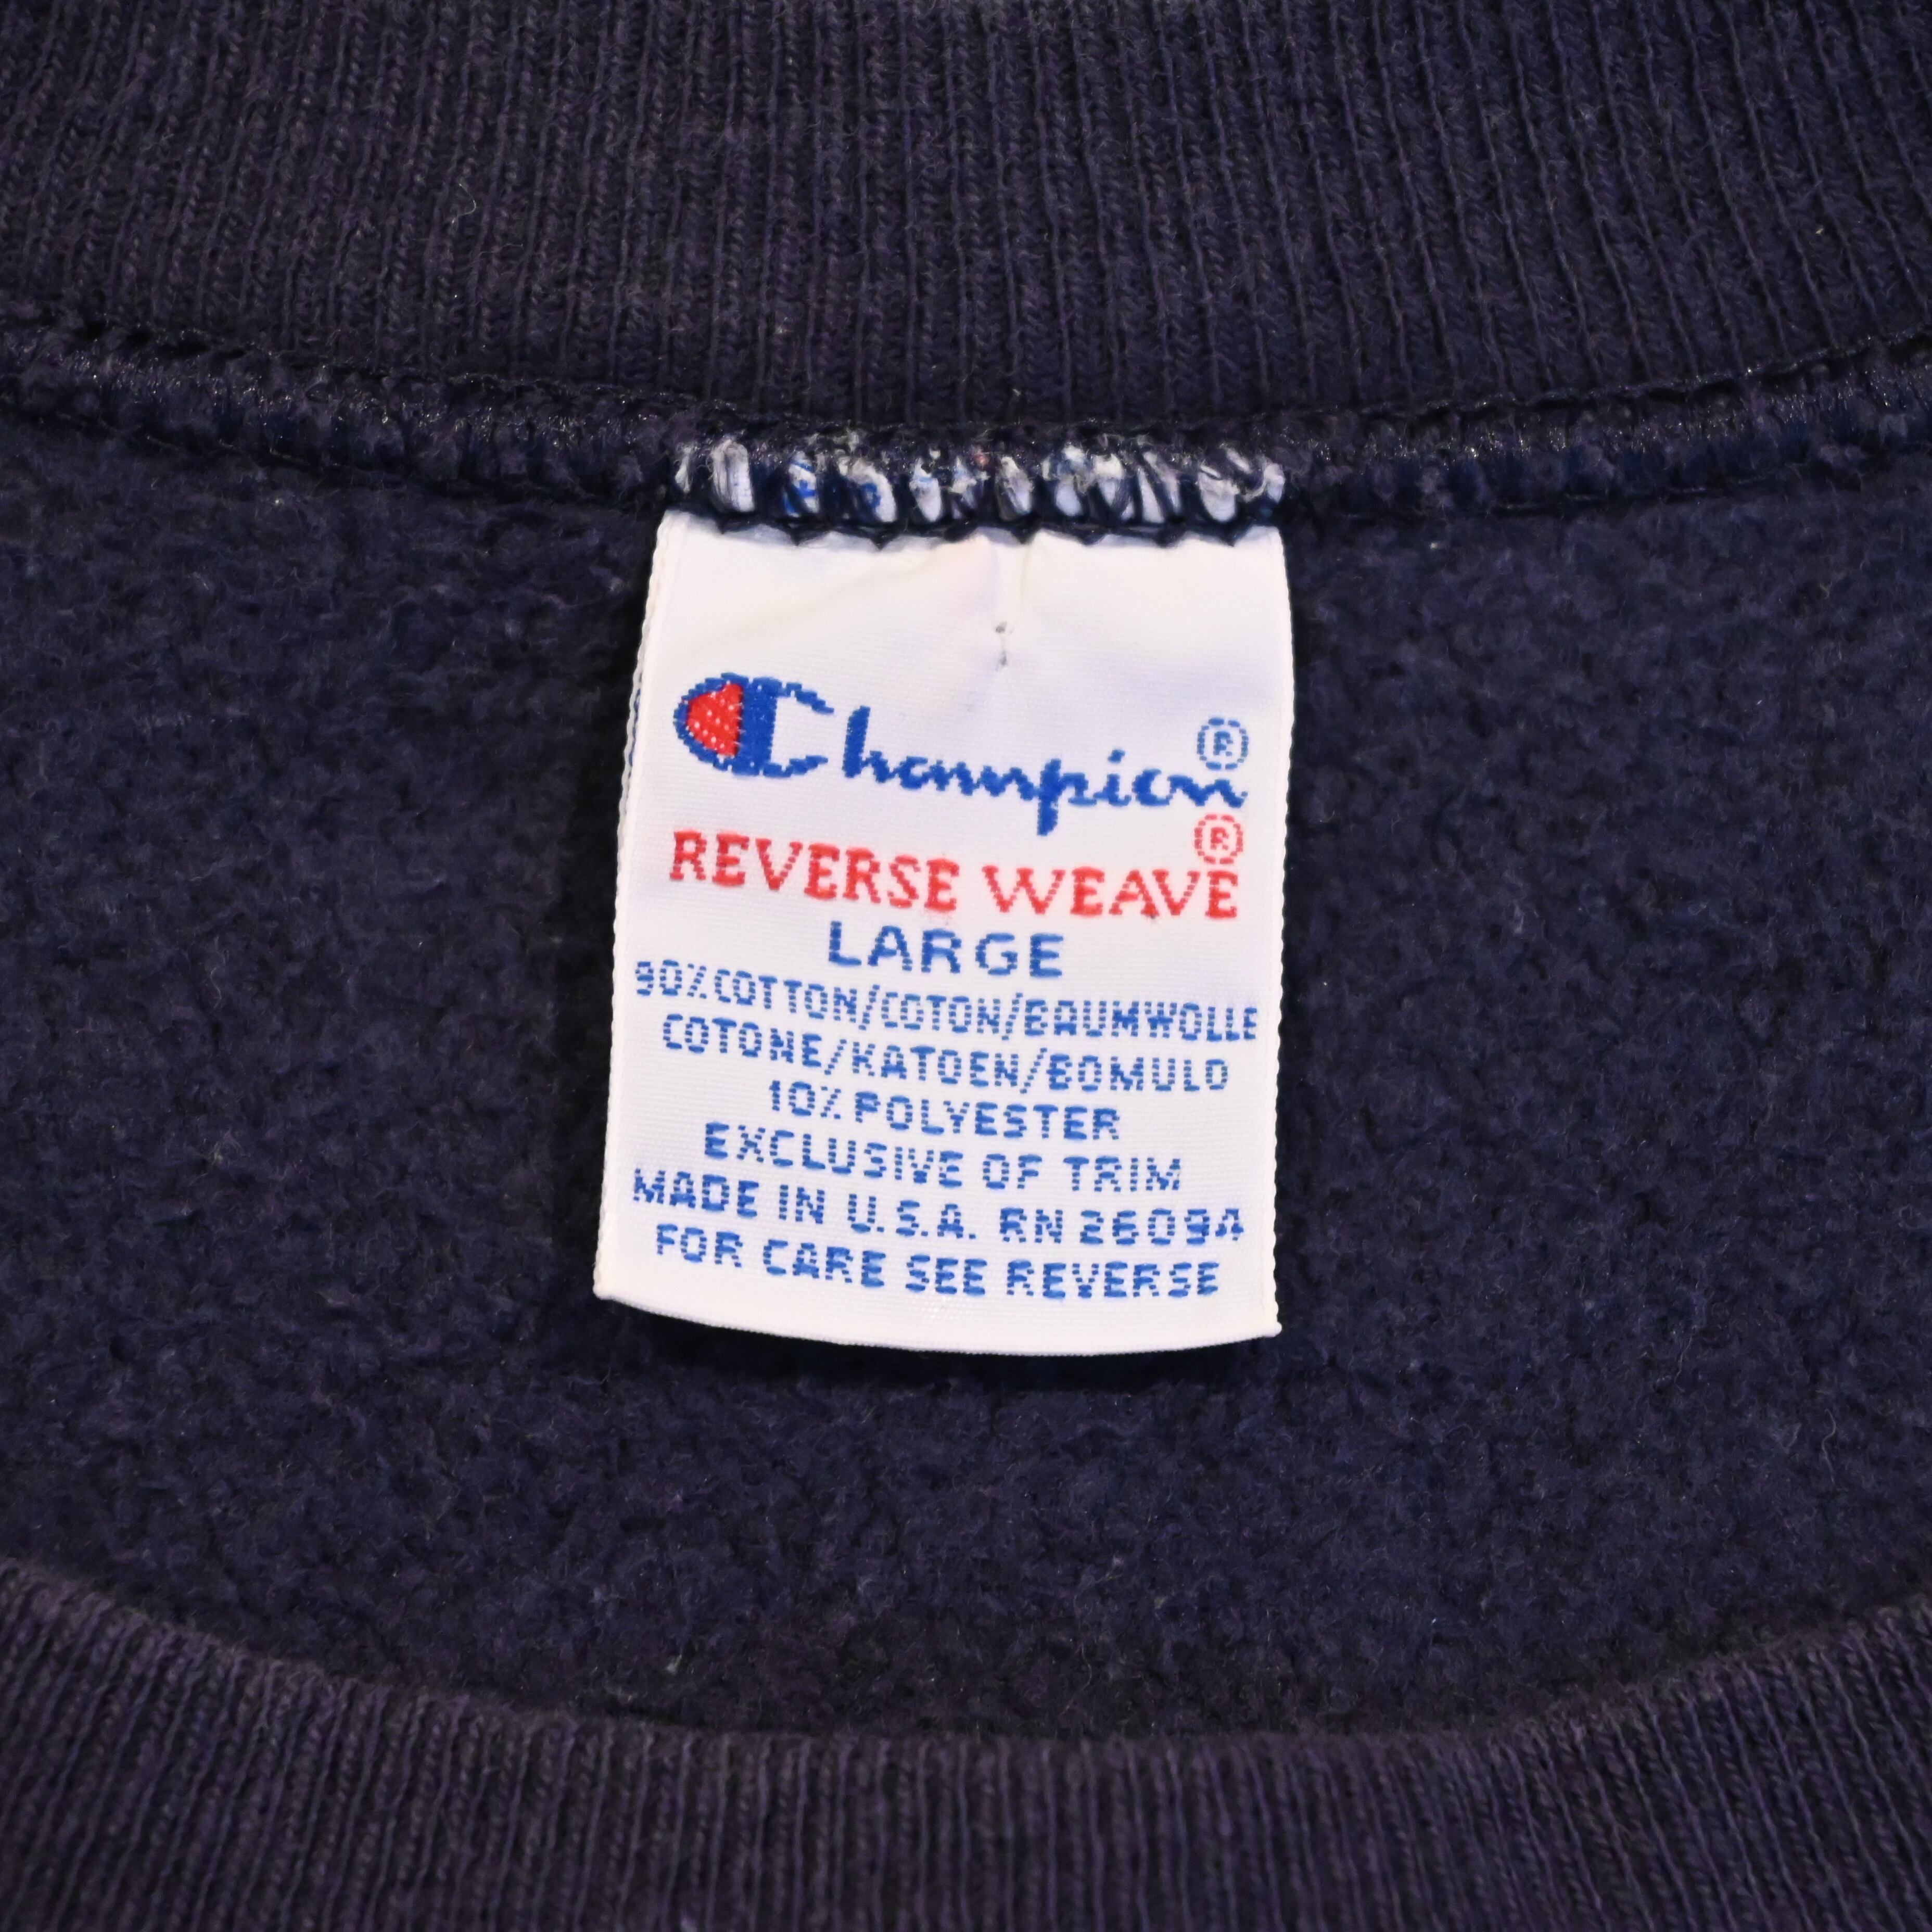 Champion®
REVERSE WEAVE®
LARGE
90% COTTON/COTON/BAUMWOLLE
COTONE/KATOEN/BOMULD
10% POLYESTER
EXCLUSIVE OF TRIM
MADE IN U.S.A. RN 26094
FOR CARE SEE REVERSE